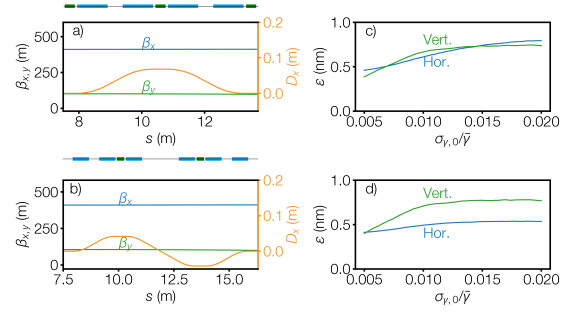 a)
500
250
0
β_{x,y} (m)
β_x
β_y
0.2
0.1
0.0
D_x (m)
8
10
12
s (m)
c)
1.0
0.5
0.0
ε (nm)
Vert.
Hor.
0.005
0.010
0.015
0.020
σ_{γ,0}/γ̄
b)
500
250
0
β_{x,y} (m)
β_x
β_y
0.2
0.1
0.0
D_x (m)
7.5
10.0
12.5
15.0
s (m)
d)
1.0
0.5
0.0
ε (nm)
Vert.
Hor.
0.005
0.010
0.015
0.020
σ_{γ,0}/γ̄